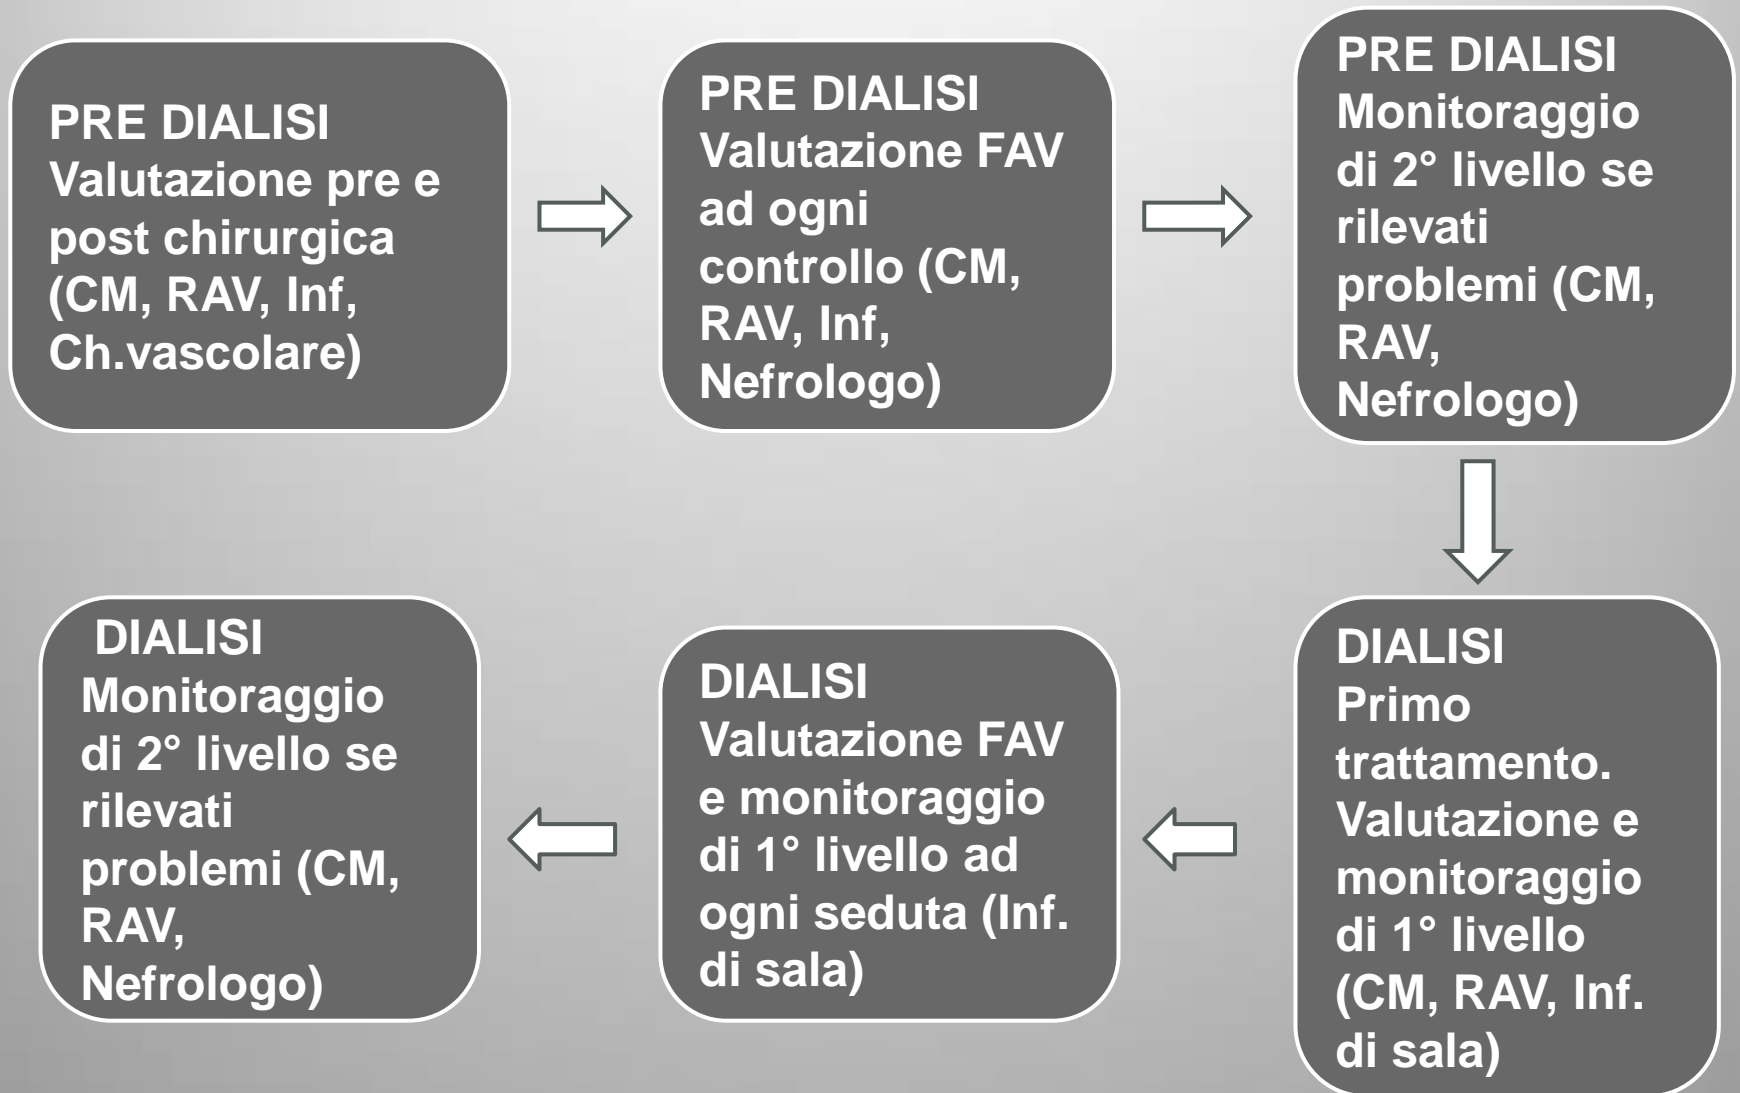 PRE DIALISI
Valutazione pre e
post chirurgica
(CM, RAV, Inf,
Ch.vascolare)
PRE DIALISI
Valutazione FAV
ad ogni
controllo (CM,
RAV, Inf,
Nefrologo)
PRE DIALISI
Monitoraggio
di 2° livello se
rilevati
problemi (CM,
RAV,
Nefrologo)
DIALISI
Primo
trattamento.
Valutazione e
monitoraggio
di 1° livello
(CM, RAV, Inf.
di sala)
DIALISI
Valutazione FAV
e monitoraggio
di 1° livello ad
ogni seduta (Inf.
di sala)
DIALISI
Monitoraggio
di 2° livello se
rilevati
problemi (CM,
RAV,
Nefrologo)